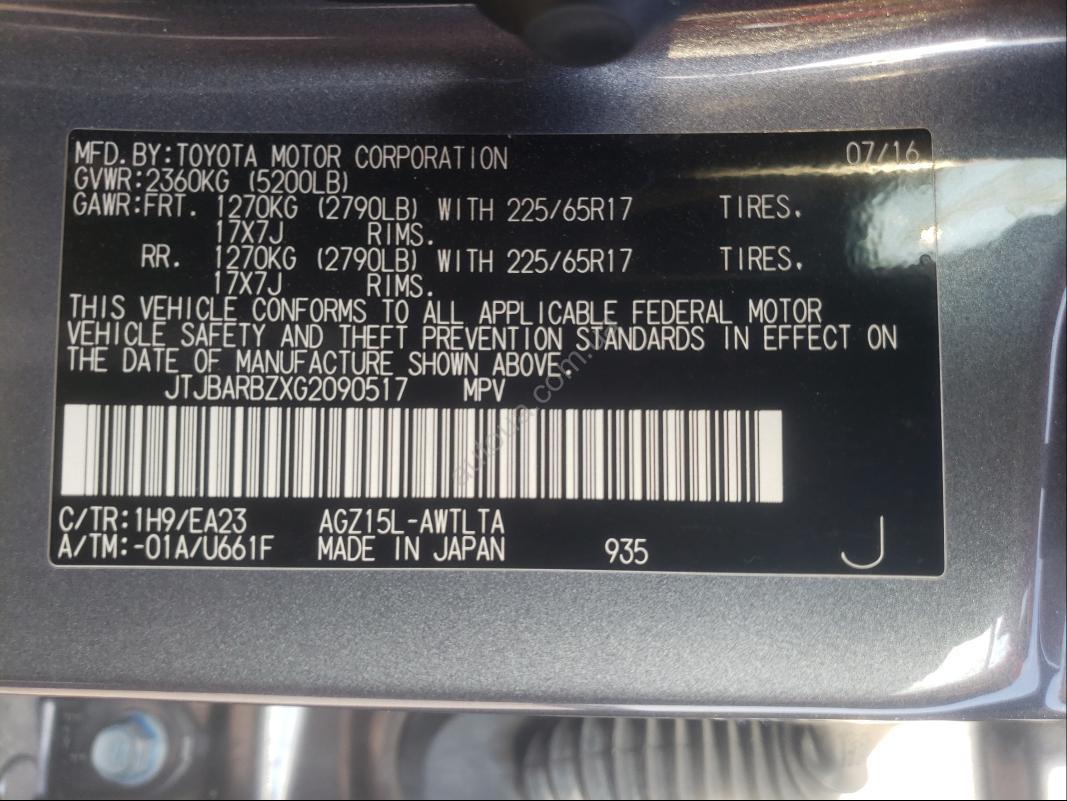 MFD.BY:TOYOTA MOTOR CORPORATION 07/16
GVWR:2360KG (5200LB)
GAWR:FRT. 1270KG (2790LB) WITH 225/65R17 TIRES.
17X7J RIMS.
RR. 1270KG (2790LB) WITH 225/65R17 TIRES.
17X7J RIMS.
THIS VEHICLE CONFORMS TO ALL APPLICABLE FEDERAL MOTOR
VEHICLE SAFETY AND THEFT PREVENTION STANDARDS IN EFFECT ON
THE DATE OF MANUFACTURE SHOWN ABOVE.
JTJBARBZXG2090517 MPV
C/TR:1H9/EA23 AGZ15L-AWTLTA
A/TM:-01A/U661F MADE IN JAPAN 935 J